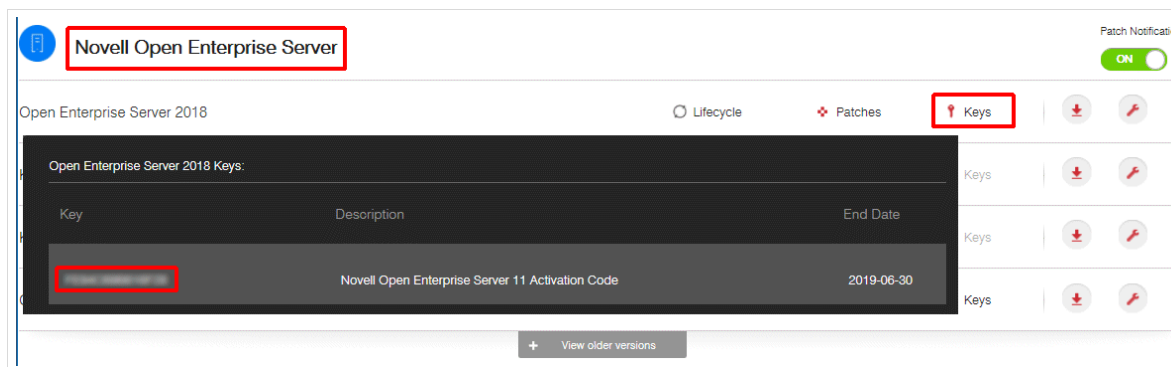 Patch Notificati
Novell Open Enterprise Server
ON
Open Enterprise Server 2018 Lifecycle Patches Keys
Open Enterprise Server 2018 Keys:
Keys
Key Description End Date
Keys
Novell Open Enterprise Server 11 Activation Code 2019-06-30
Keys
+ View older versions